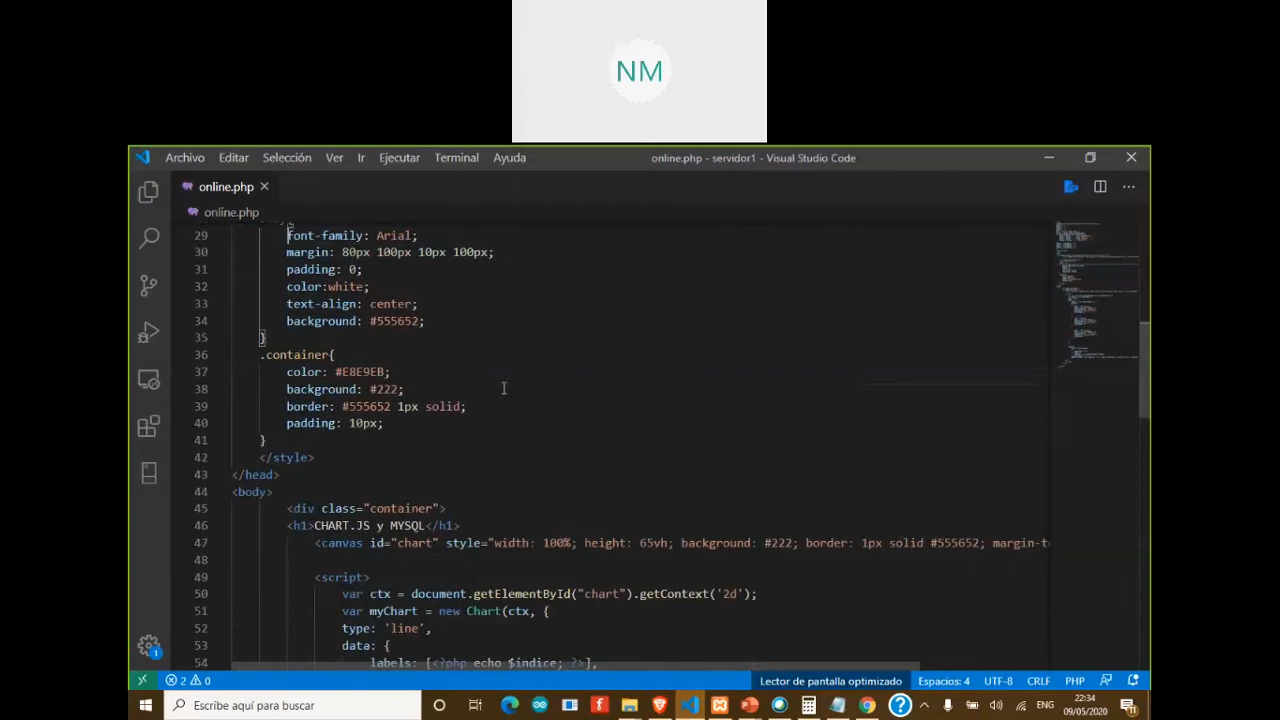 NM
Archivo Editar Selección Ver Ir Ejecutar Terminal Ayuda online.php - servidor1 - Visual Studio Code
online.php
online.php
29 font-family: Arial;
30 margin: 80px 100px 10px 100px;
31 padding: 0;
32 color:white;
33 text-align: center;
34 background: #555652;
35 }
36 .container{
37 color: #E8E9EB;
38 background: #222;
39 border: #555652 1px solid;
40 padding: 10px;
41 }
42 </style>
43 </head>
44 <body>
45 <div class="container">
46 <h1>CHART.JS y MYSQL</h1>
47 <canvas id="chart" style="width: 100%; height: 65vh; background: #222; border: 1px solid #555652; margin-t
48
49 <script>
50 var ctx = document.getElementById("chart").getContext('2d');
51 var myChart = new Chart(ctx, {
52 type: 'line',
53 data: {
54 labels: [<?php echo $indice; ?>],
2 0 Lector de pantalla optimizado Espacios: 4 UTF-8 CRLF PHP
Escribe aquí para buscar ENG 22:34
09/05/2020 11